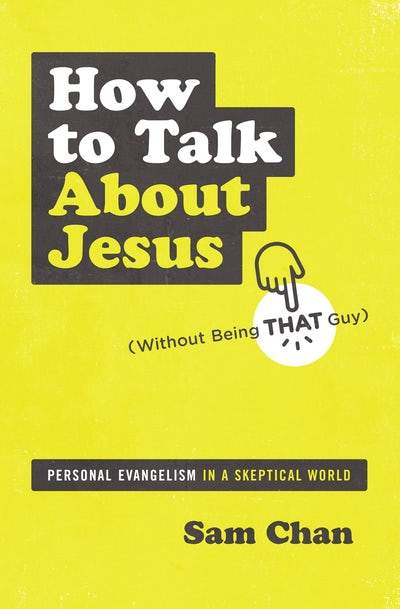 How
to Talk
About
Jesus
(Without Being THAT Guy)
PERSONAL EVANGELISM IN A SKEPTICAL WORLD
Sam Chan